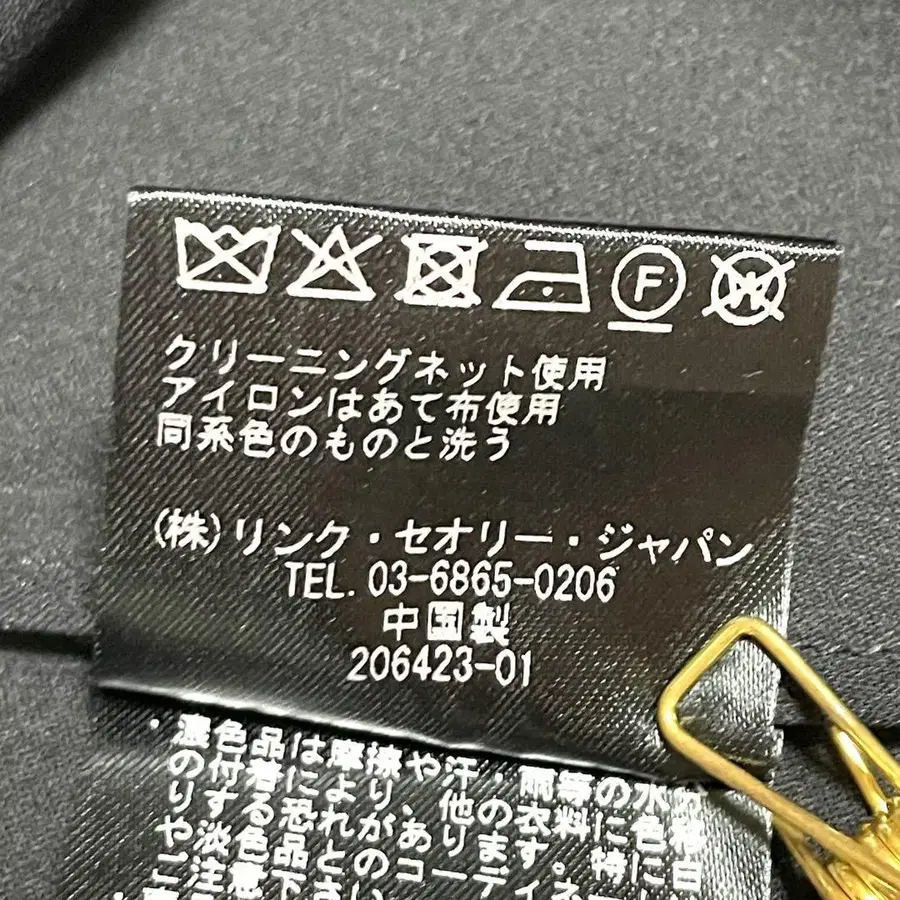 F W
クリーニングネット使用
アイロンはあて布使用
同系色のものと洗う
(株)リンク・セオリー・ジャパン
TEL. 03-6865-0206
中国製
206423-01
・濃色品は摩擦や汗・雨等の水
の付着により、他の衣料に色移
りする恐れがあります。特に白
や淡色品とのコーディネ
ご注意下さい